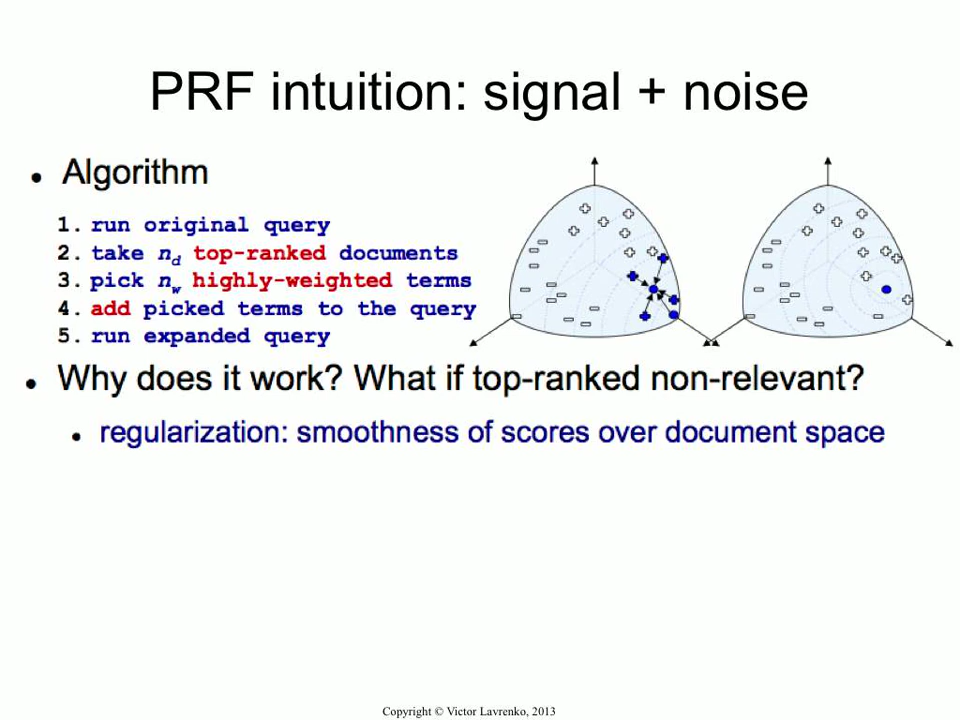 PRF intuition: signal + noise
• Algorithm
1. run original query
2. take nd top-ranked documents
3. pick nw highly-weighted terms
4. add picked terms to the query
5. run expanded query
• Why does it work? What if top-ranked non-relevant?
• regularization: smoothness of scores over document space
Copyright © Victor Lavrenko, 2013